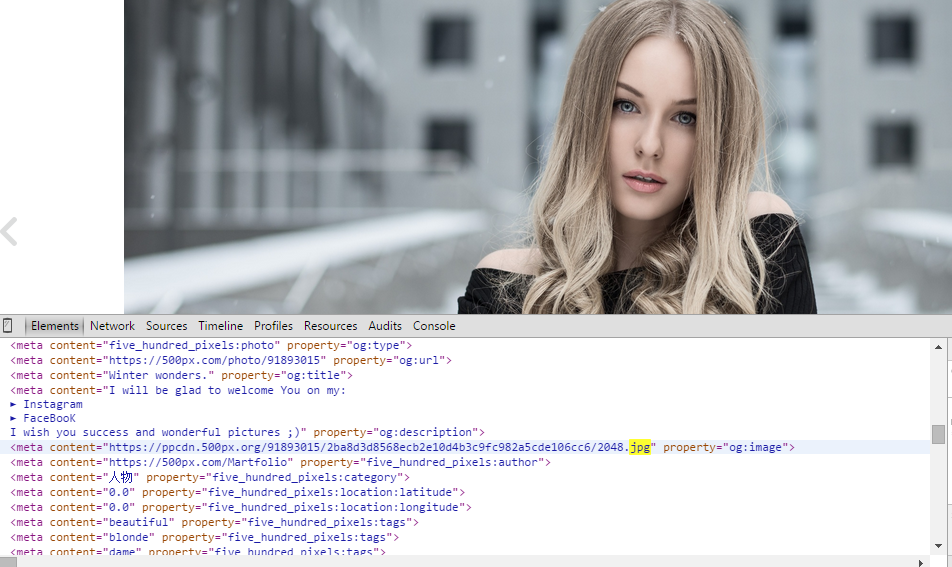 Elements Network Sources Timeline Profiles Resources Audits Console
<meta content="five_hundred_pixels:photo" property="og:type">
<meta content="https://500px.com/photo/91893015" property="og:url">
<meta content="Winter wonders." property="og:title">
<meta content="I will be glad to welcome You on my:
► Instagram
► FaceBooK
I wish you success and wonderful pictures ;)" property="og:description">
<meta content="https://ppcdn.500px.org/91893015/2ba8d3d8568ecb2e10d4b3c9fc982a5cde106cc6/2048.jpg" property="og:image">
<meta content="https://500px.com/Martfolio" property="five_hundred_pixels:author">
<meta content="人物" property="five_hundred_pixels:category">
<meta content="0.0" property="five_hundred_pixels:location:latitude">
<meta content="0.0" property="five_hundred_pixels:location:longitude">
<meta content="beautiful" property="five_hundred_pixels:tags">
<meta content="blonde" property="five_hundred_pixels:tags">
<meta content="dame" property="five_hundred_pixels:tags">